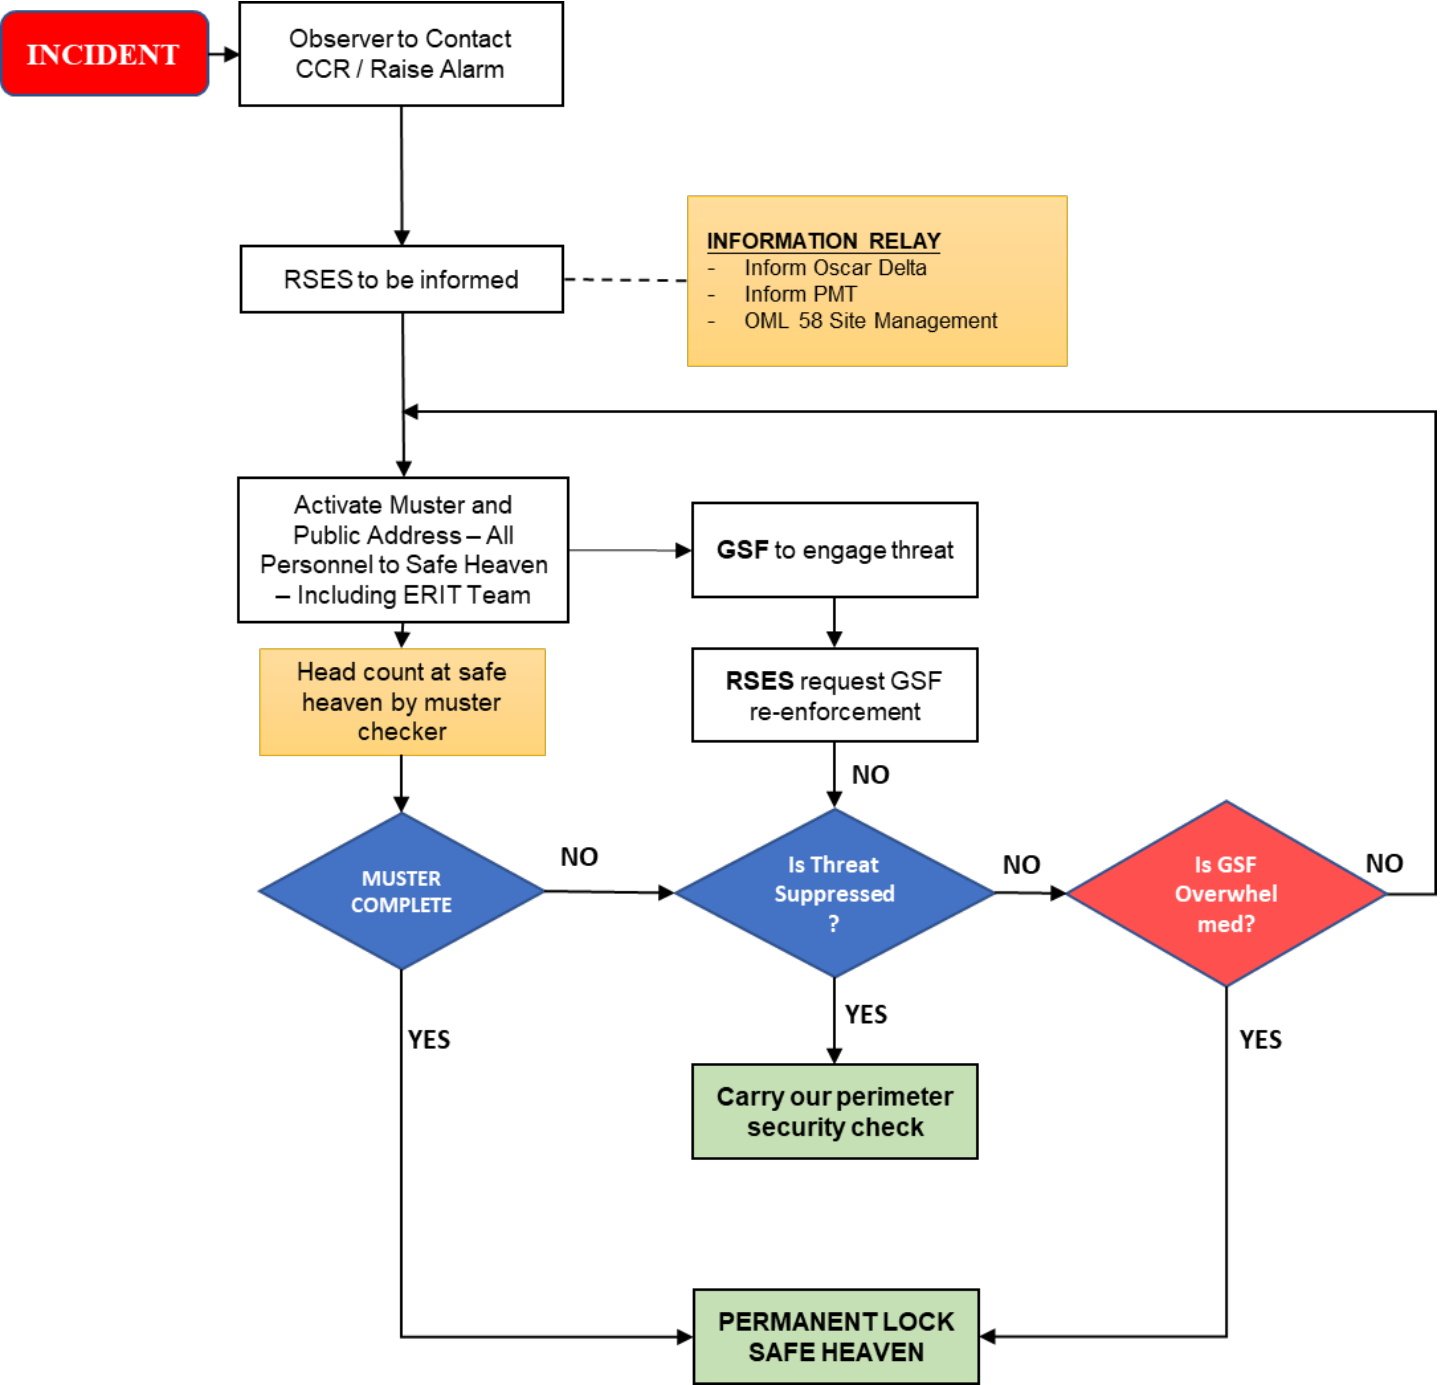 INCIDENT
Observer to Contact
CCR / Raise Alarm
RSES to be informed
INFORMATION RELAY
- Inform Oscar Delta
- Inform PMT
- OML 58 Site Management
Activate Muster and
Public Address – All
Personnel to Safe Heaven
– Including ERIT Team
GSF to engage threat
Head count at safe
heaven by muster
checker
RSES request GSF
re-enforcement
NO
MUSTER
COMPLETE
NO
Is Threat
Suppressed
?
NO
Is GSF
Overwhel
med?
NO
YES
YES
YES
Carry our perimeter
security check
PERMANENT LOCK
SAFE HEAVEN